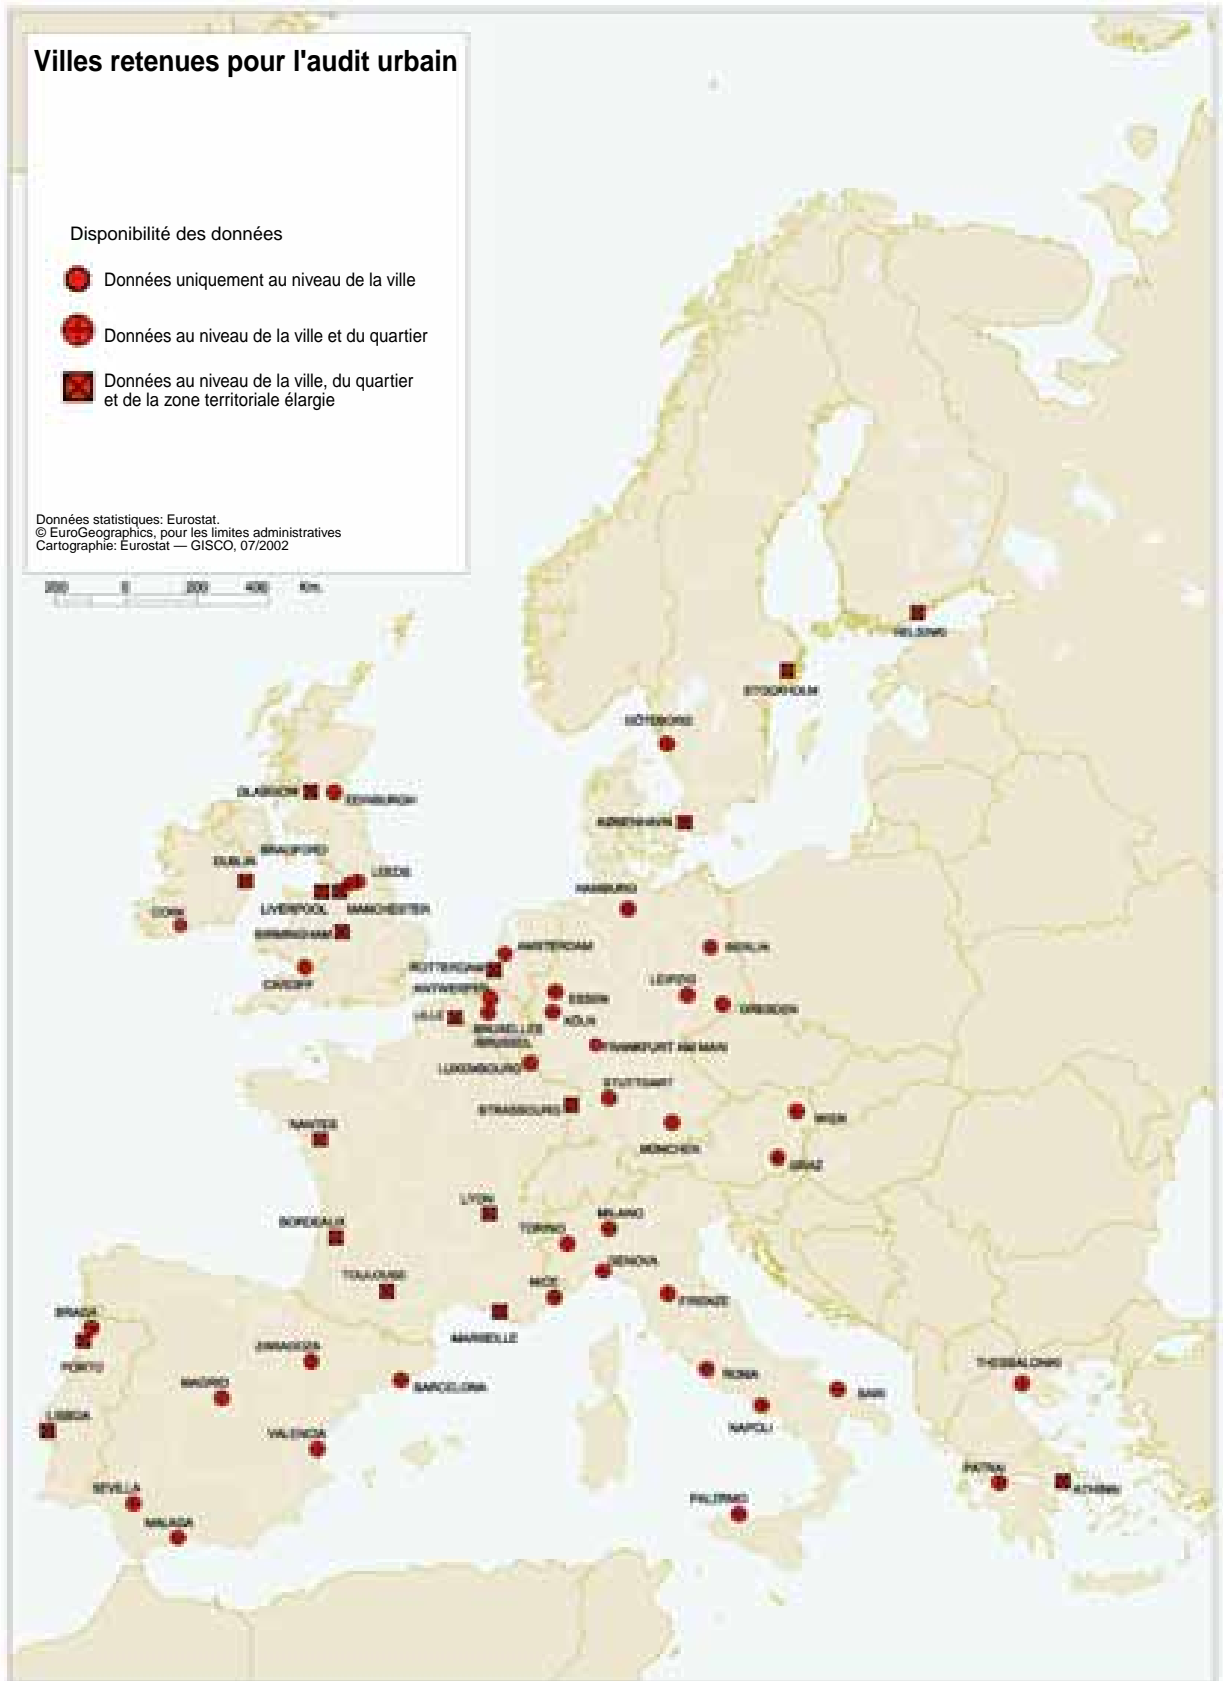 Villes retenues pour l'audit urbain
Disponibilité des données
Données uniquement au niveau de la ville
Données au niveau de la ville et du quartier
Données au niveau de la ville, du quartier
et de la zone territoriale élargie
Données statistiques: Eurostat.
© EuroGeographics, pour les limites administratives
Cartographie: Eurostat — GISCO, 07/2002
200 0 200 400 Km.
HELSINKI
STOCKHOLM
GÖTEBORG
GLASGOW
EDINBURGH
KØBENHAVN
BRADFORD
DUBLIN
LEEDS
HAMBURG
LIVERPOOL
MANCHESTER
CORK
BIRMINGHAM
AMSTERDAM
BERLIN
ROTTERDAM
CARDIFF
LEIPZIG
ANTWERPEN
ESSEN
DRESDEN
LILLE
KÖLN
BRUXELLES
/BRUSSEL
FRANKFURT AM MAIN
LUXEMBOURG
STUTTGART
STRASBOURG
WIEN
NANTES
MÜNCHEN
GRAZ
LYON
MILANO
BORDEAUX
TORINO
GENOVA
TOULOUSE
NICE
FIRENZE
BRAGA
MARSEILLE
ZARAGOZA
PORTO
THESSALONIKI
ROMA
MADRID
BARCELONA
BARI
LISBOA
NAPOLI
VALENCIA
PATRAI
SEVILLA
ATHINAI
PALERMO
MALAGA